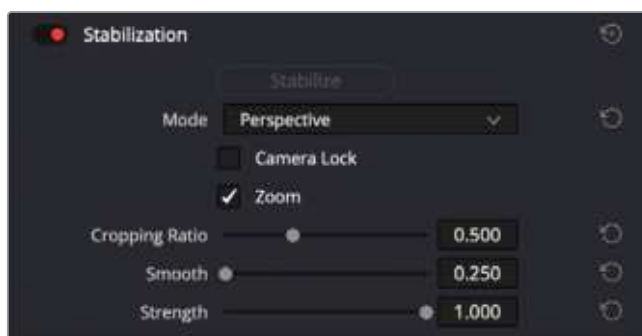 Stabilization
Stabilize
Mode Perspective
Camera Lock
Zoom
Cropping Ratio 0.500
Smooth 0.250
Strength 1.000